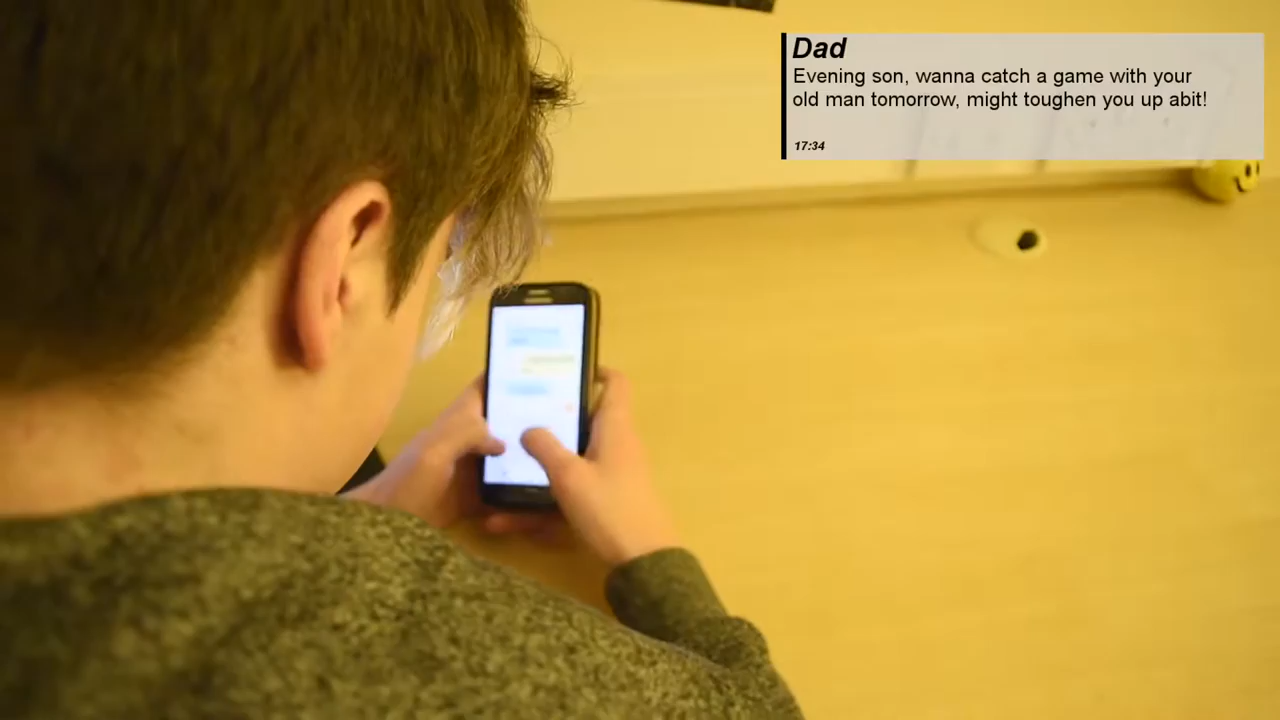 Dad
Evening son, wanna catch a game with your
old man tomorrow, might toughen you up abit!
17:34